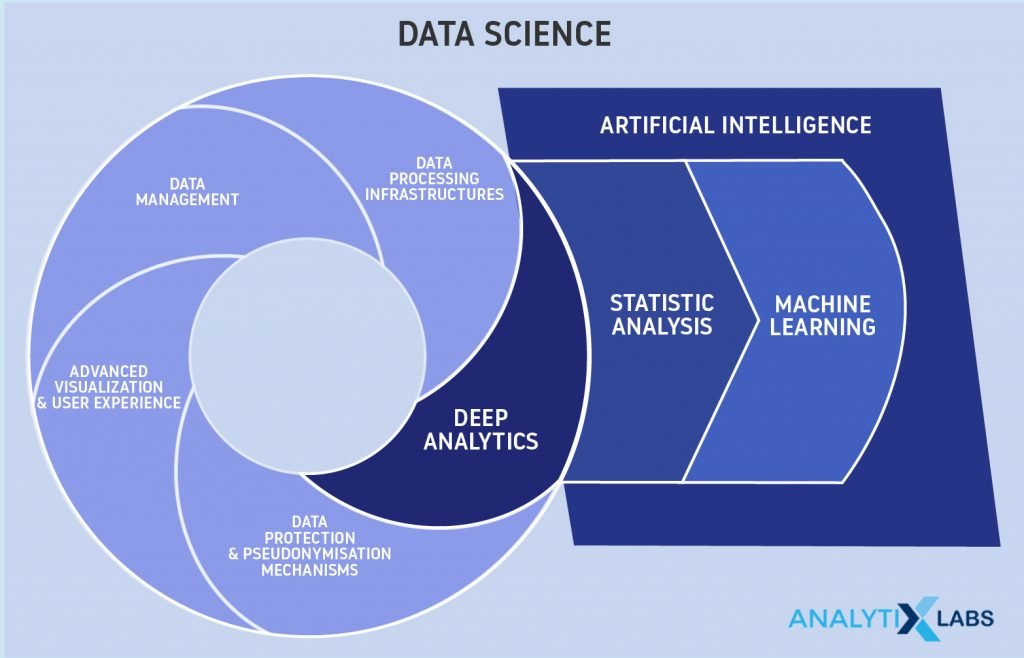 DATA SCIENCE
ARTIFICIAL INTELLIGENCE
DATA
PROCESSING
INFRASTRUCTURES
DATA
MANAGEMENT
STATISTIC
ANALYSIS
MACHINE
LEARNING
ADVANCED
VISUALIZATION
& USER EXPERIENCE
DEEP
ANALYTICS
DATA
PROTECTION
& PSEUDONYMISATION
MECHANISMS
ANALYTIX LABS